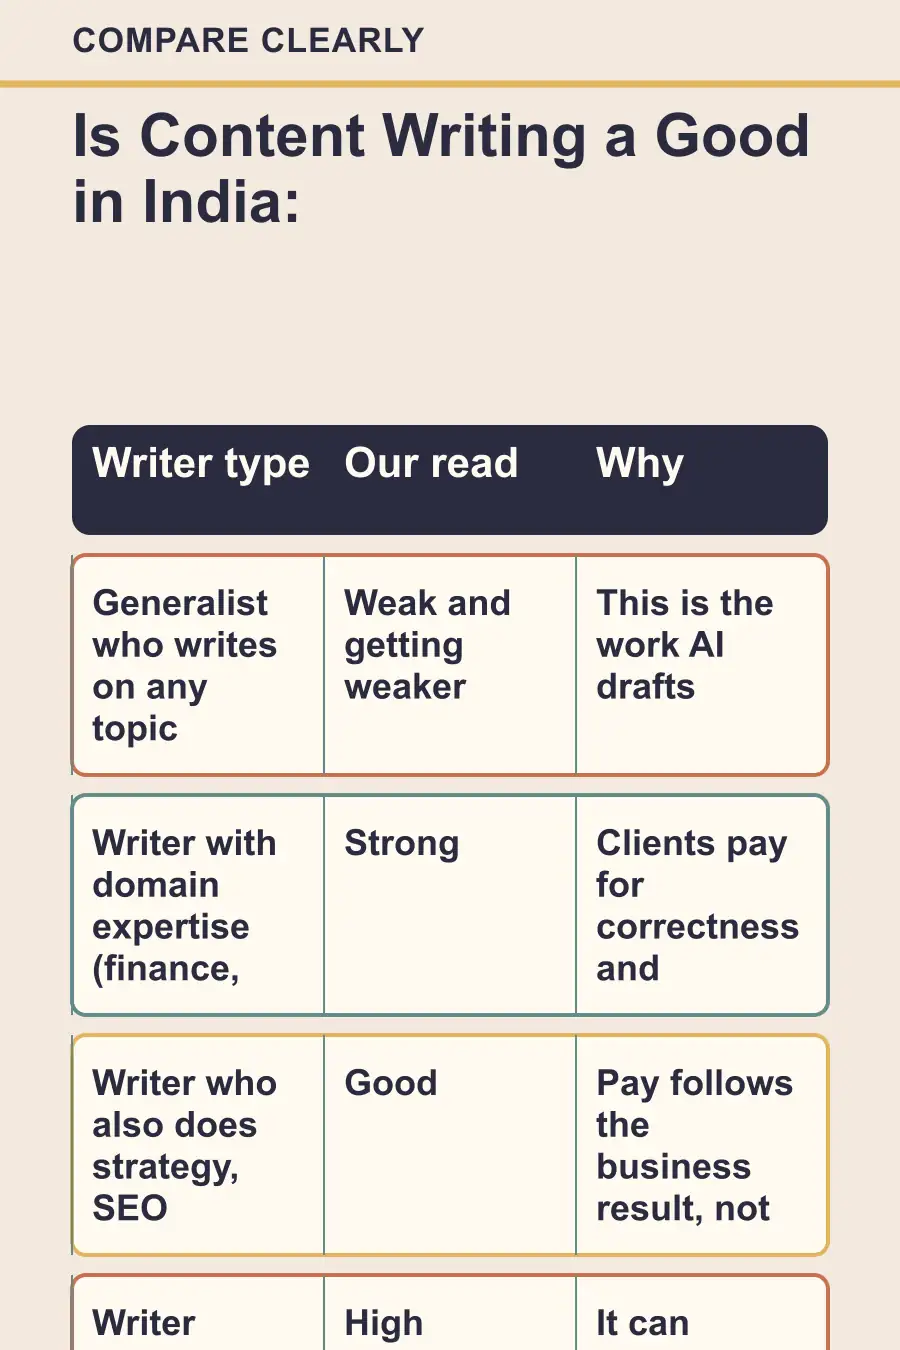 COMPARE CLEARLY
Is Content Writing a Good
in India:
Writer type Our read Why
Generalist
who writes
on any
topic
Weak and
getting
weaker
This is the
work AI
drafts
Writer with
domain
expertise
(finance,
Strong
Clients pay
for
correctness
and
Writer who
also does
strategy,
SEO
Good
Pay follows
the
business
result, not
Writer
High
It can